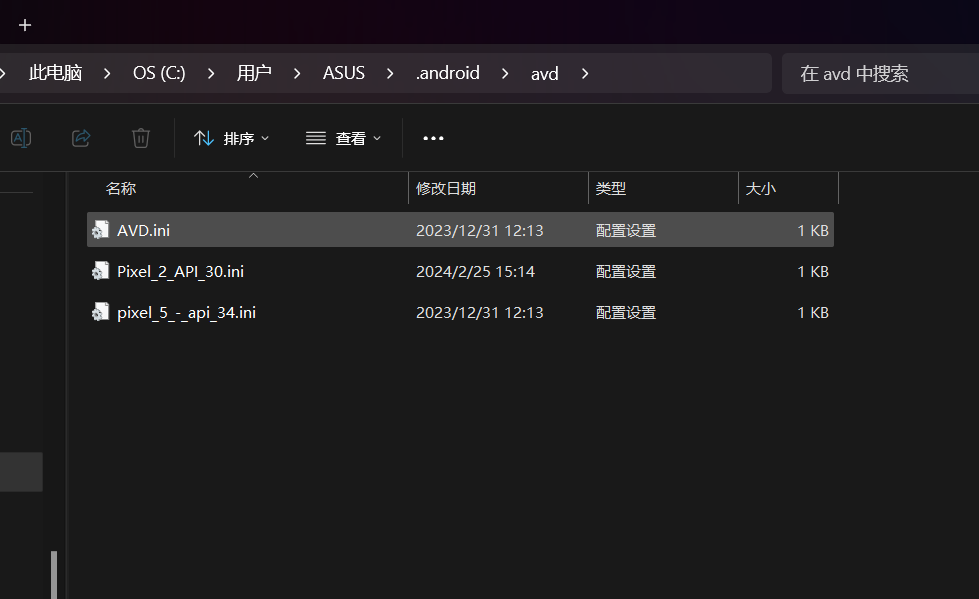 此电脑 > OS (C:) > 用户 > ASUS > .android > avd >
在 avd 中搜索
排序 查看 •••
名称 修改日期 类型 大小
AVD.ini 2023/12/31 12:13 配置设置 1 KB
Pixel_2_API_30.ini 2024/2/25 15:14 配置设置 1 KB
pixel_5_-_api_34.ini 2023/12/31 12:13 配置设置 1 KB